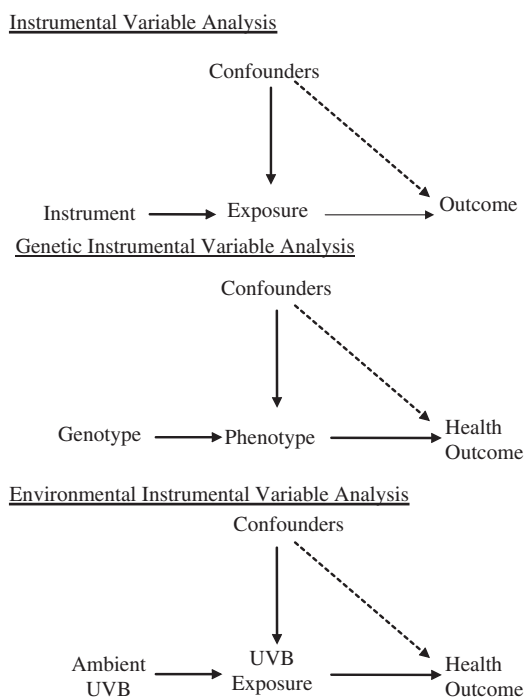 Instrumental Variable Analysis
Confounders
Instrument Exposure Outcome
Genetic Instrumental Variable Analysis
Confounders
Genotype Phenotype Health
Outcome
Environmental Instrumental Variable Analysis
Confounders
Ambient UVB Health
UVB Exposure Outcome